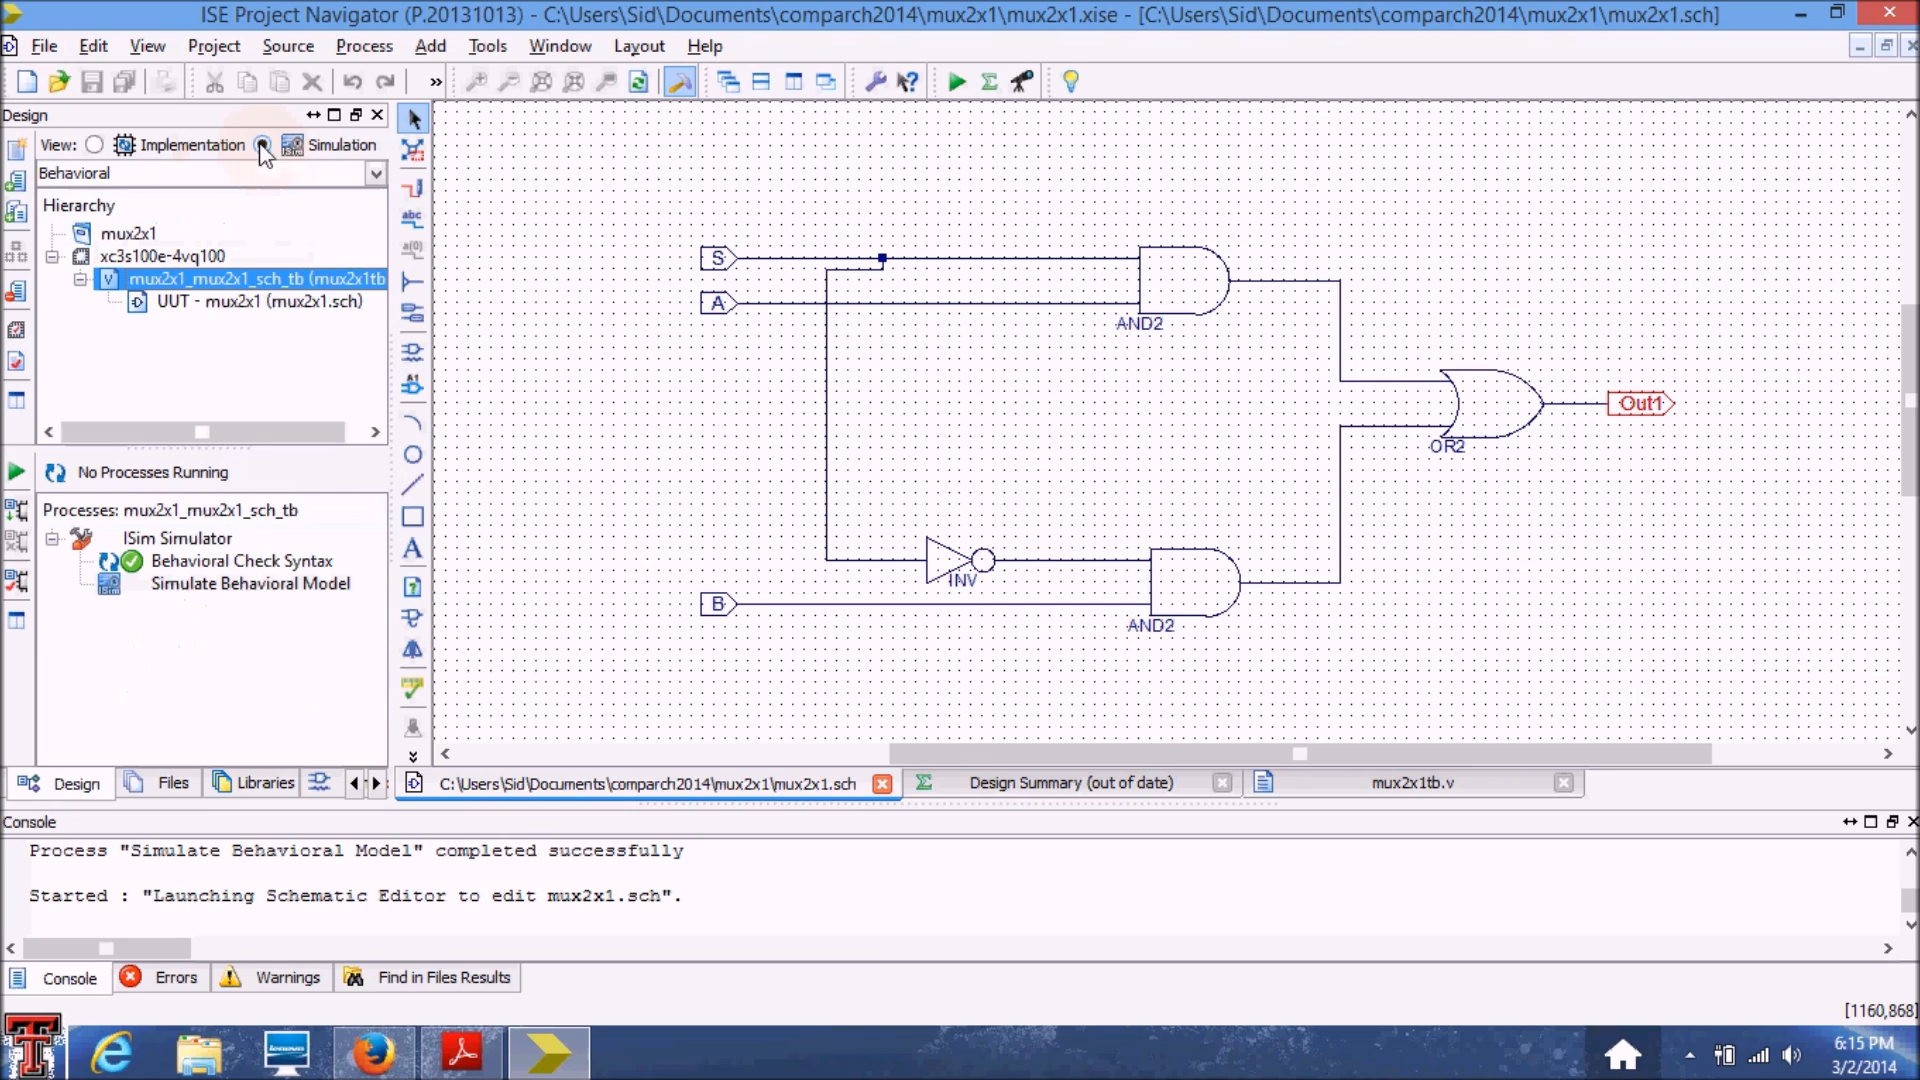 ISE Project Navigator (P.20131013) - C:\Users\Sid\Documents\comparch2014\mux2x1\mux2x1.xise - [C:\Users\Sid\Documents\comparch2014\mux2x1\mux2x1.sch]
File Edit View Project Source Process Add Tools Window Layout Help
Design
View: Implementation Simulation
Behavioral
Hierarchy
mux2x1
xc3s100e-4vq100
mux2x1_mux2x1_sch_tb (mux2x1tb
UUT - mux2x1 (mux2x1.sch)
No Processes Running
Processes: mux2x1_mux2x1_sch_tb
ISim Simulator
Behavioral Check Syntax
Simulate Behavioral Model
S
A
AND2
OR2
Out1
INV
B
AND2
Design Files Libraries
C:\Users\Sid\Documents\comparch2014\mux2x1\mux2x1.sch
Design Summary (out of date)
mux2x1tb.v
Console
Process "Simulate Behavioral Model" completed successfully
Started : "Launching Schematic Editor to edit mux2x1.sch".
Console Errors Warnings Find in Files Results
[1160,868]
6:15 PM
3/2/2014